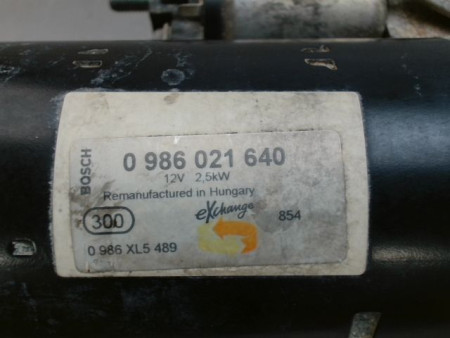 BOSCH
0 986 021 640
12V 2,5kW
Remanufactured in Hungary
eXchange
300
854
0 986 XL5 489